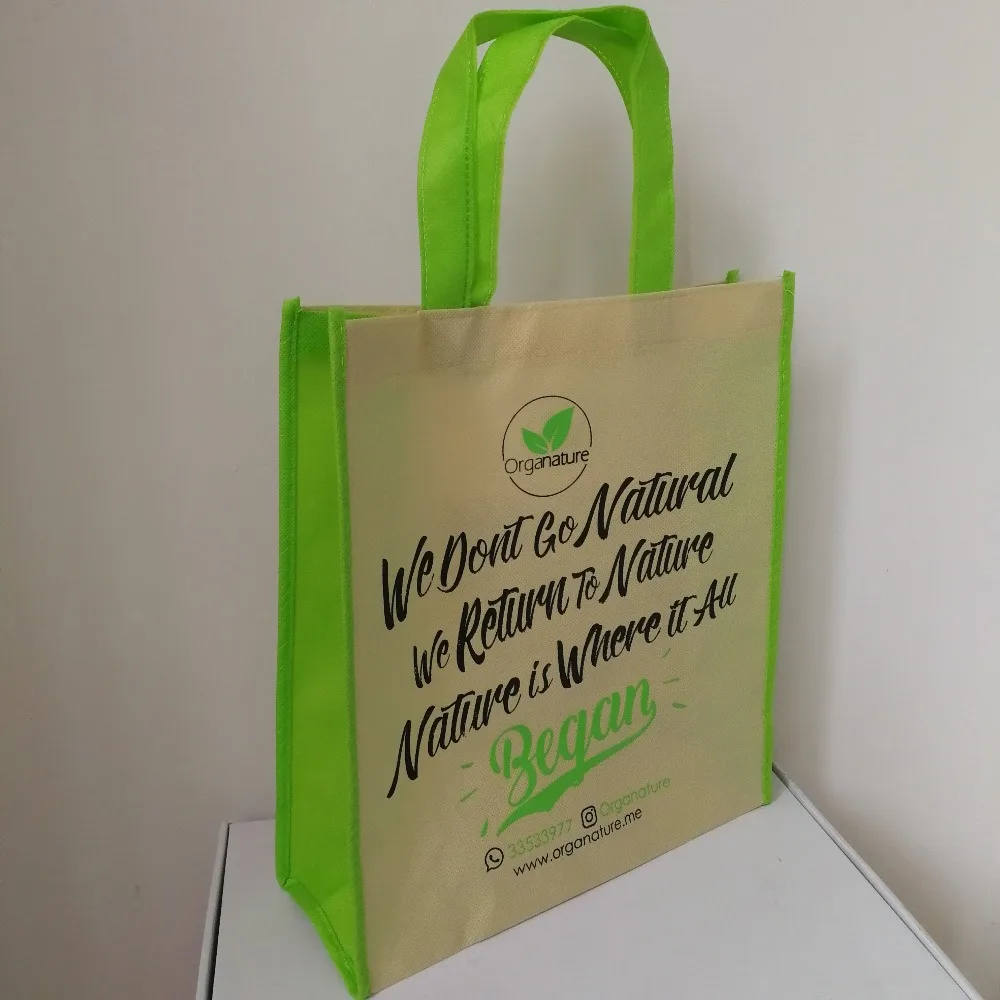 Organature
We Dont Go Natural
We Return To Nature
Nature is Where it All
Began
33533977 Organature
www.organature.me